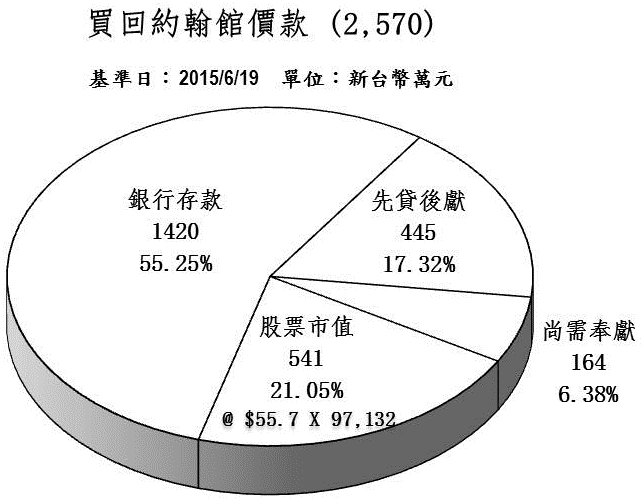 買回約翰館價款 (2,570)
基準日：2015/6/19 單位：新台幣萬元
銀行存款
1420
55.25%
先貸後獻
445
17.32%
股票市值
541
21.05%
@ $55.7 X 97,132
尚需奉獻
164
6.38%